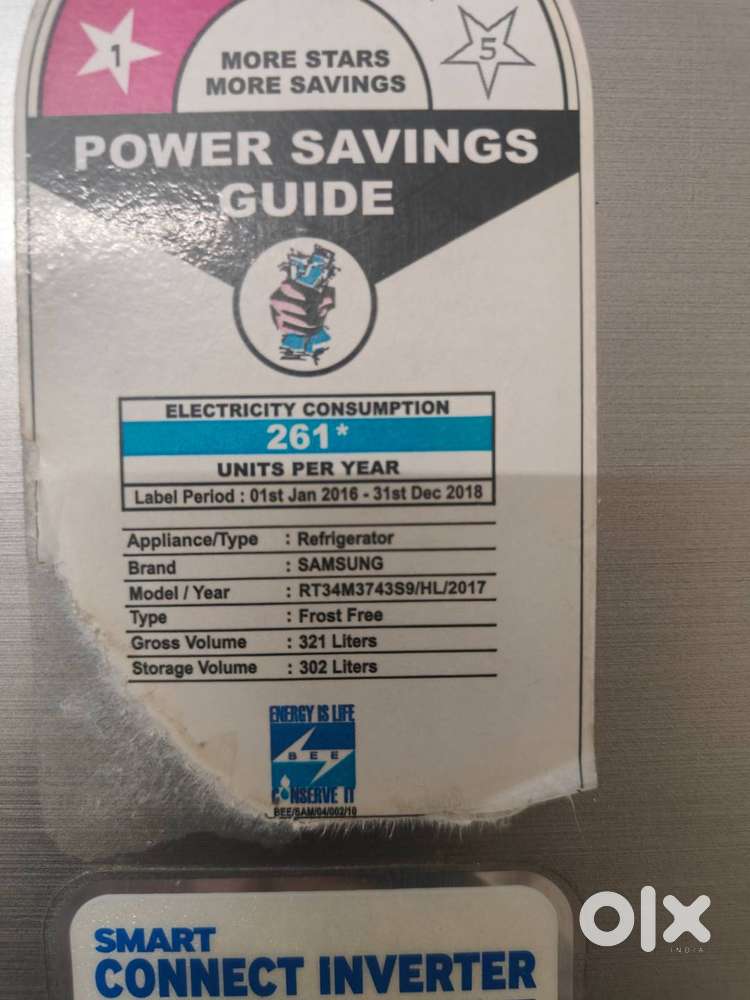 1
MORE STARS
MORE SAVINGS
5
POWER SAVINGS
GUIDE
ELECTRICITY CONSUMPTION
261*
UNITS PER YEAR
Label Period : 01st Jan 2016 - 31st Dec 2018
Appliance/Type : Refrigerator
Brand : SAMSUNG
Model / Year : RT34M3743S9/HL/2017
Type : Frost Free
Gross Volume : 321 Liters
Storage Volume : 302 Liters
ENERGY IS LIFE
BEE
CONSERVE IT
BEE/SAM/04/002/10
SMART
CONNECT INVERTER
olx
INDIA